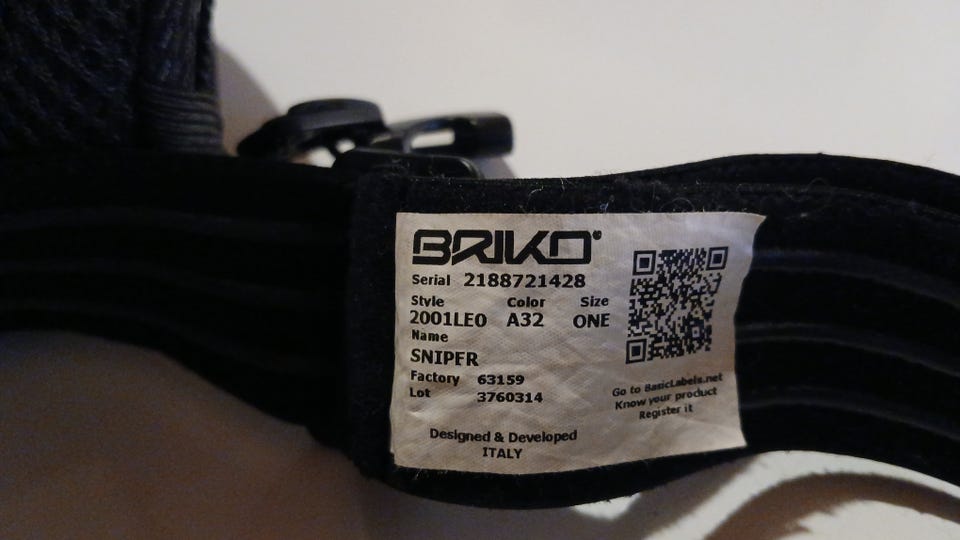 BRIKO
Serial 2188721428
Style Color Size
2001LE0 A32 ONE
Name
SNIPER
Factory 63159
Lot 3760314
Designed & Developed
ITALY
Go to BasicLabels.net
Know your product
Register it